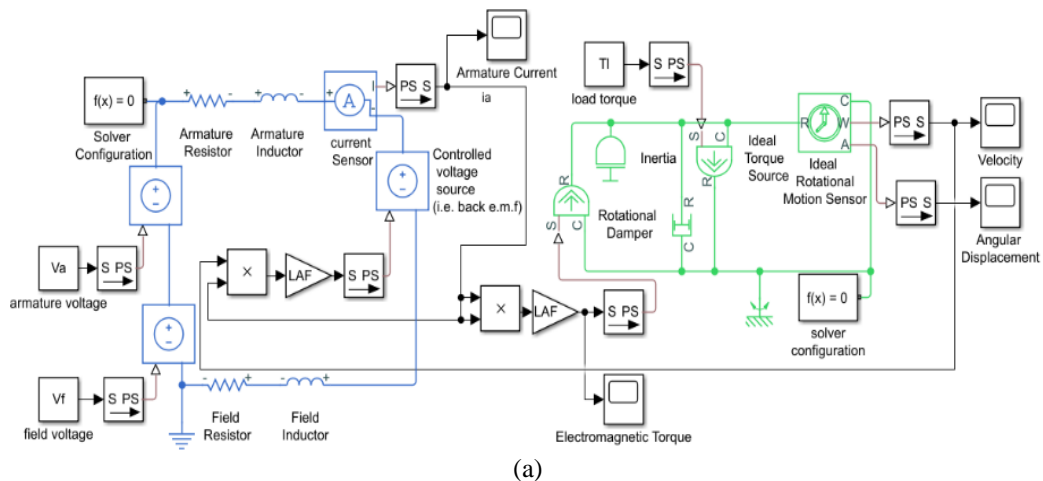 f(x) = 0
Solver
Configuration
+ -
Armature
Resistor
+ -
Armature
Inductor
+ A -
I
current
Sensor
PS S
Armature Current
ia
Controlled
voltage
source
(i.e. back e.m.f)
+
-
+
-
Va
armature voltage
S PS
×
LAF
S PS
+
-
Vf
field voltage
S PS
- +
Field
Resistor
- +
Field
Inductor
×
LAF
S PS
Electromagnetic Torque
Tl
load torque
S PS
S C
R
Ideal
Torque
Source
Inertia
R
S C
Rotational
Damper
R
C
R C
W
A
Ideal
Rotational
Motion Sensor
PS S
Velocity
PS S
Angular
Displacement
f(x) = 0
solver
configuration
(a)